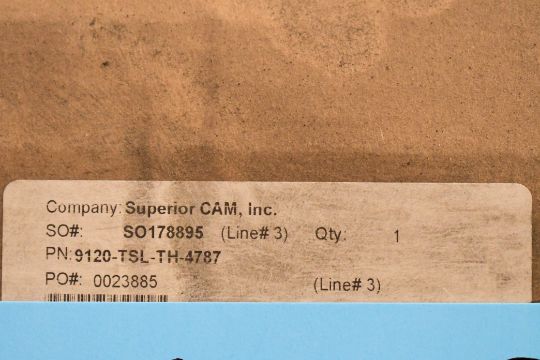 Company: Superior CAM, Inc.
SO#: SO178895 (Line# 3) Qty: 1
PN: 9120-TSL-TH-4787
PO#: 0023885 (Line# 3)